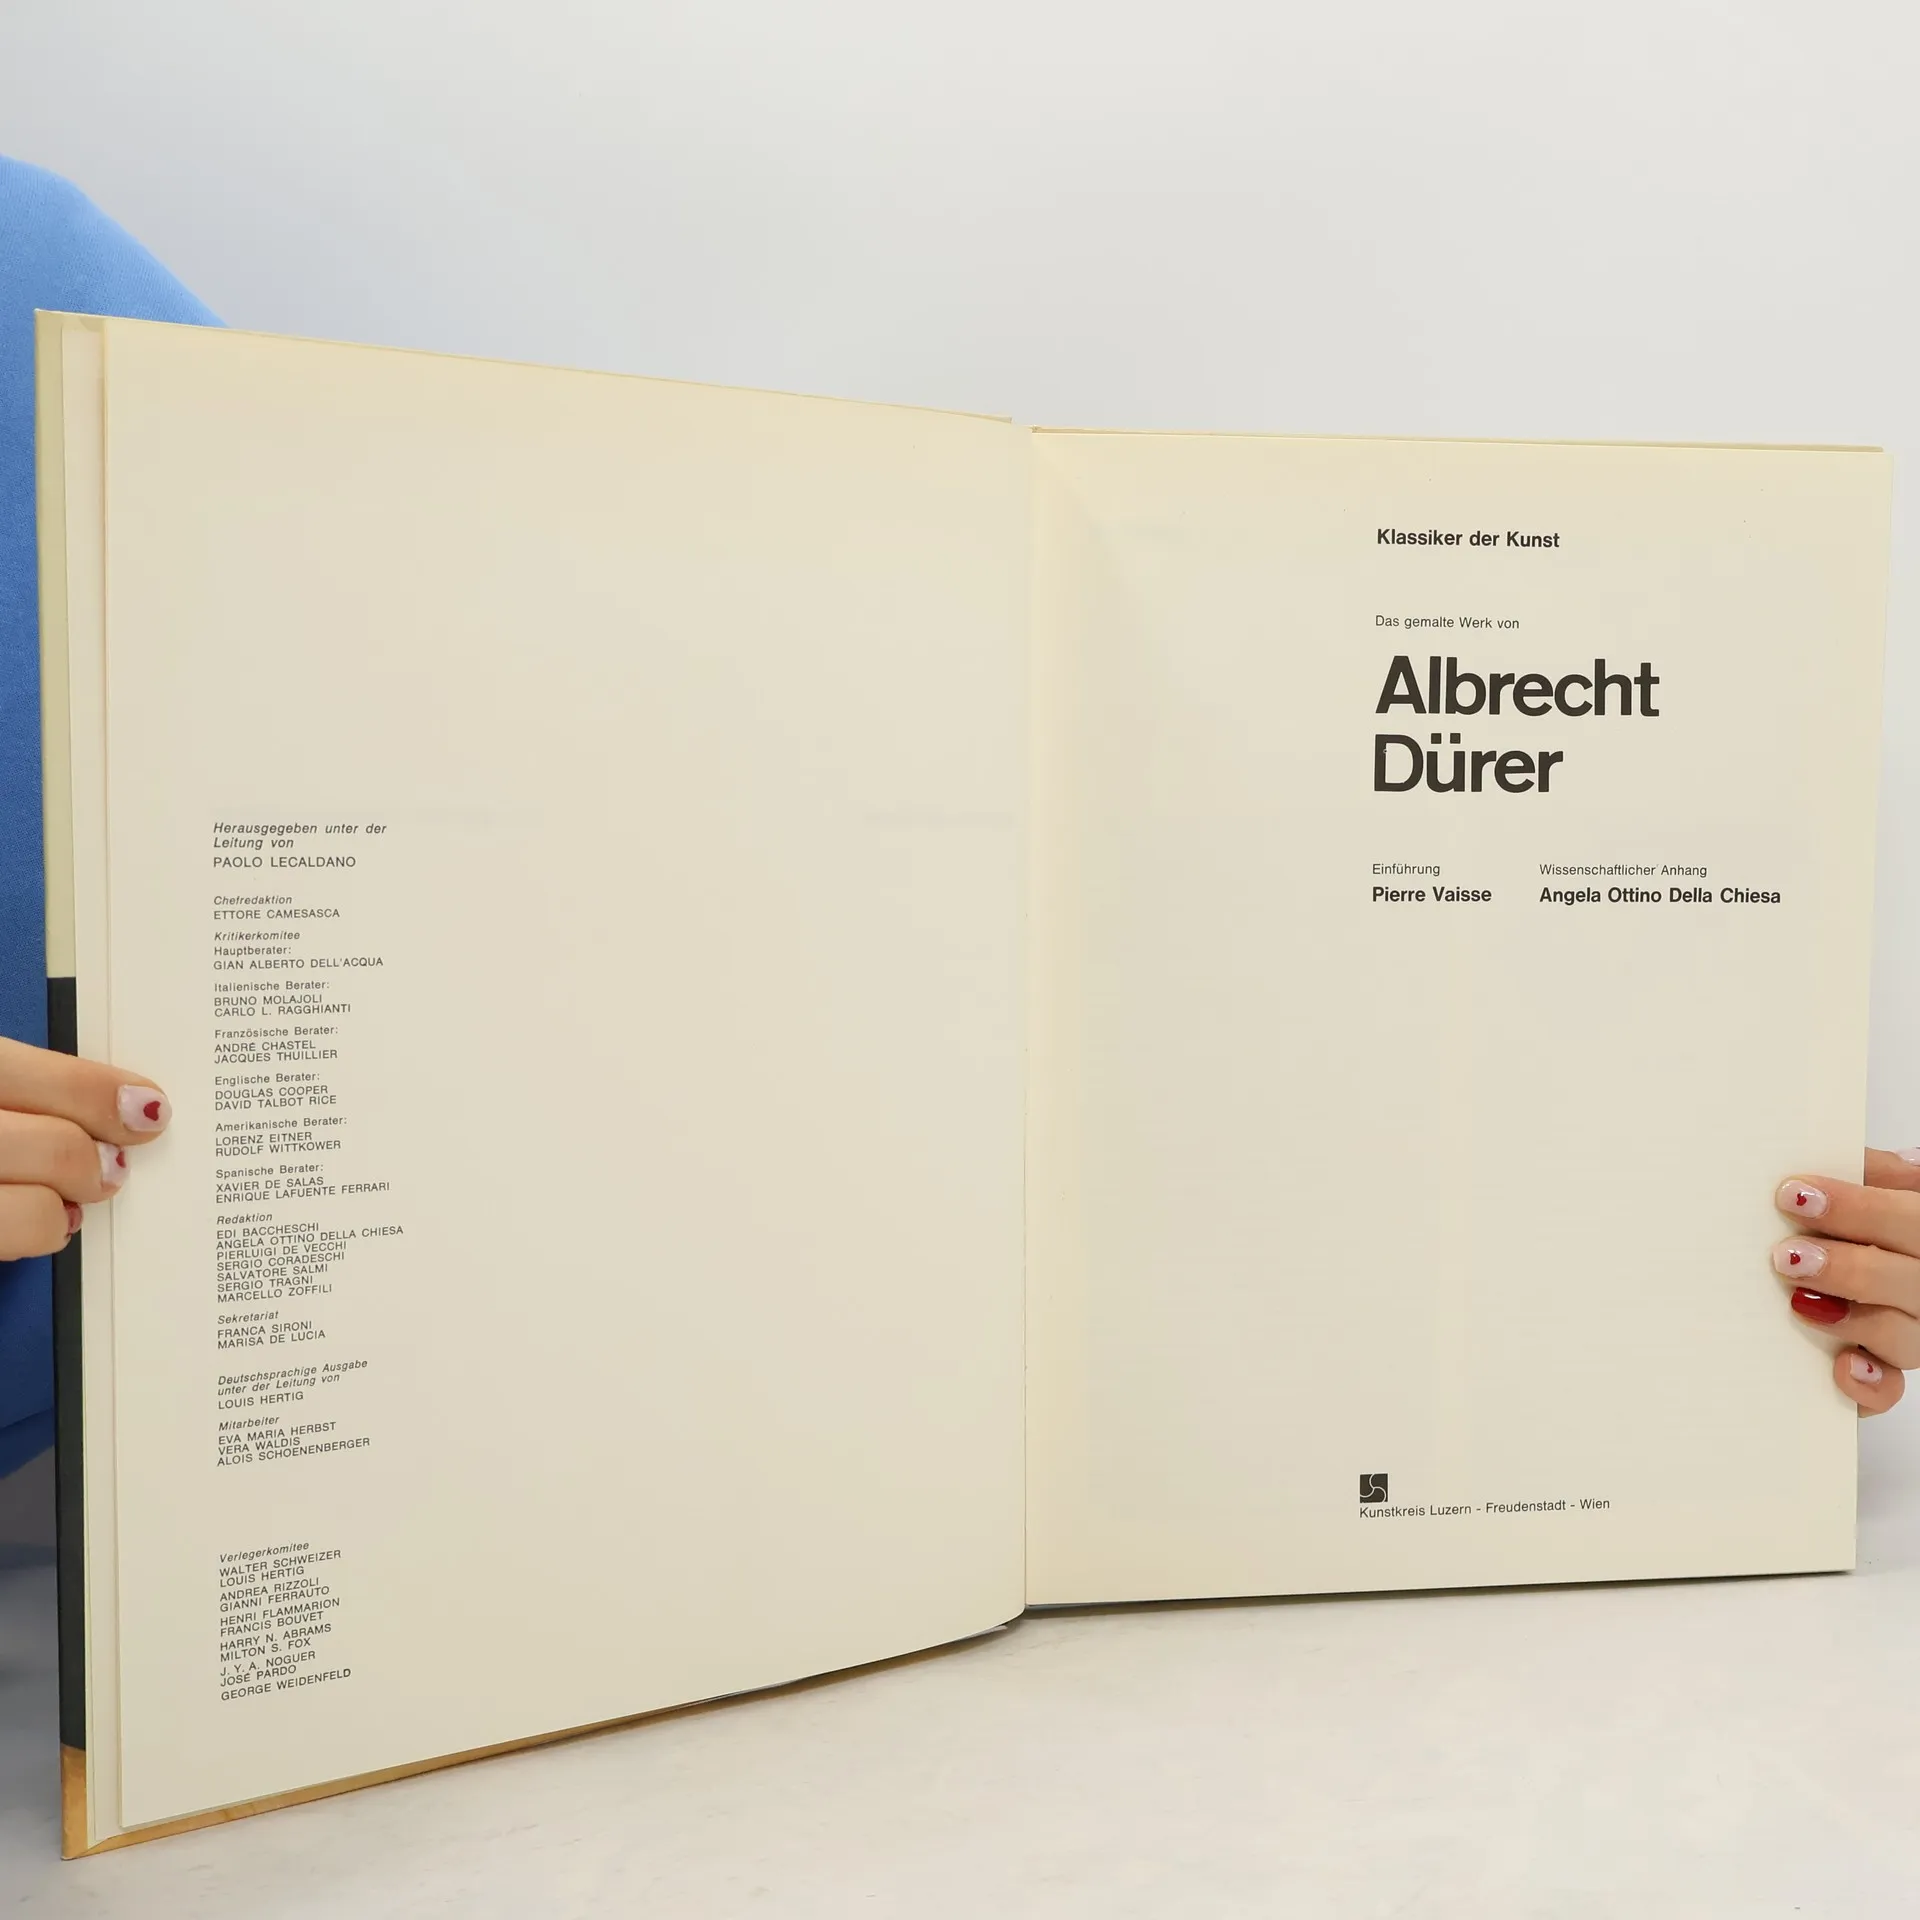 Herausgegeben unter der
Leitung von
PAOLO LECALDANO
Chefredaktion
ETTORE CAMESASCA
Kritikerkomitee
Hauptberater:
GIAN ALBERTO DELL'ACQUA
Italienische Berater:
BRUNO MOLAJOLI
CARLO L. RAGGHIANTI
Französische Berater:
ANDRÉ CHASTEL
JACQUES THUILLIER
Englische Berater:
DOUGLAS COOPER
DAVID TALBOT RICE
Amerikanische Berater:
LORENZ EITNER
RUDOLF WITTKOWER
Spanische Berater:
XAVIER DE SALAS
ENRIQUE LAFUENTE FERRARI
Redaktion
EDI BACCHESCHI
ANGELA OTTINO DELLA CHIESA
PIERLUIGI DE VECCHI
SERGIO CORADESCHI
SALVATORE SALMI
SERGIO TRAGNI
MARCELLO ZOFFILI
Sekretariat
FRANCA SIRONI
MARISA DE LUCIA
Deutschsprachige Ausgabe
unter der Leitung von
LOUIS HERTIG
Mitarbeiter
EVA MARIA HERBST
VERA WALDIS
ALOIS SCHOENENBERGER
Verlegerkomitee
WALTER SCHWEIZER
LOUIS HERTIG
ANDREA RIZZOLI
GIANNI FERRAUTO
HENRI FLAMMARION
FRANCIS BOUVET
HARRY N. ABRAMS
MILTON S. FOX
J. Y. A. NOGUER
JOSÉ PARDO
GEORGE WEIDENFELD
Klassiker der Kunst
Das gemalte Werk von
Albrecht
Dürer
Einführung Wissenschaftlicher Anhang
Pierre Vaisse Angela Ottino Della Chiesa
Kunstkreis Luzern - Freudenstadt - Wien